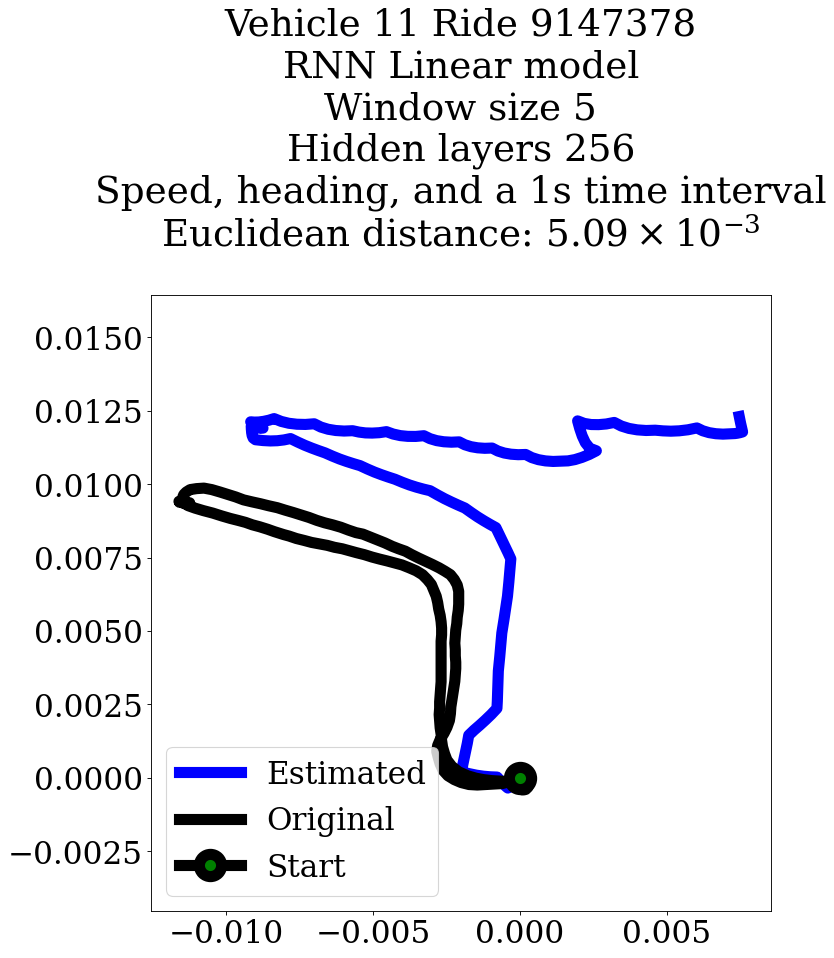 Vehicle 11 Ride 9147378
RNN Linear model
Window size 5
Hidden layers 256
Speed, heading, and a 1s time interval
Euclidean distance: 5.09 × 10⁻³
0.0150
0.0125
0.0100
0.0075
0.0050
0.0025
0.0000
−0.0025
Estimated
Original
Start
−0.010 −0.005 0.000 0.005